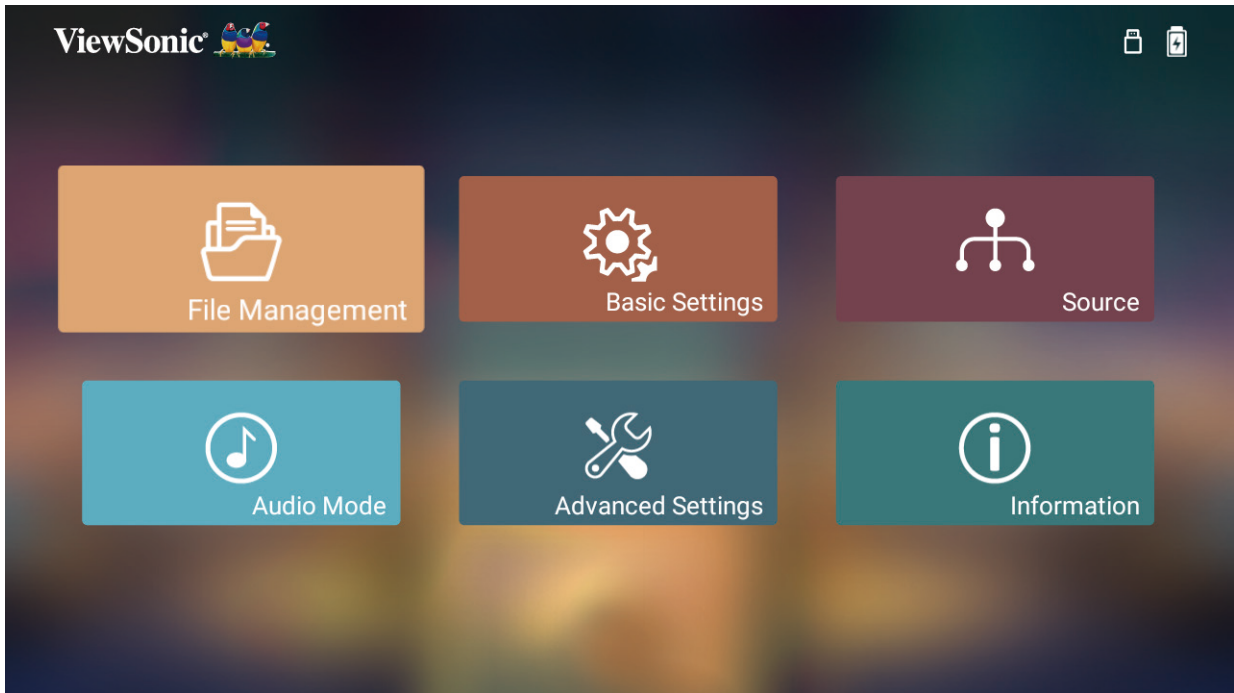 ViewSonic®
File Management
Basic Settings
Source
Audio Mode
Advanced Settings
Information